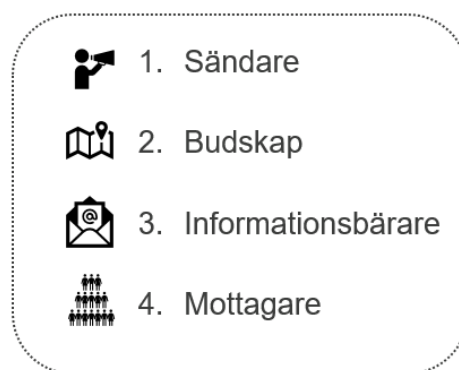 1. Sändare
2. Budskap
@ 3. Informationsbärare
4. Mottagare